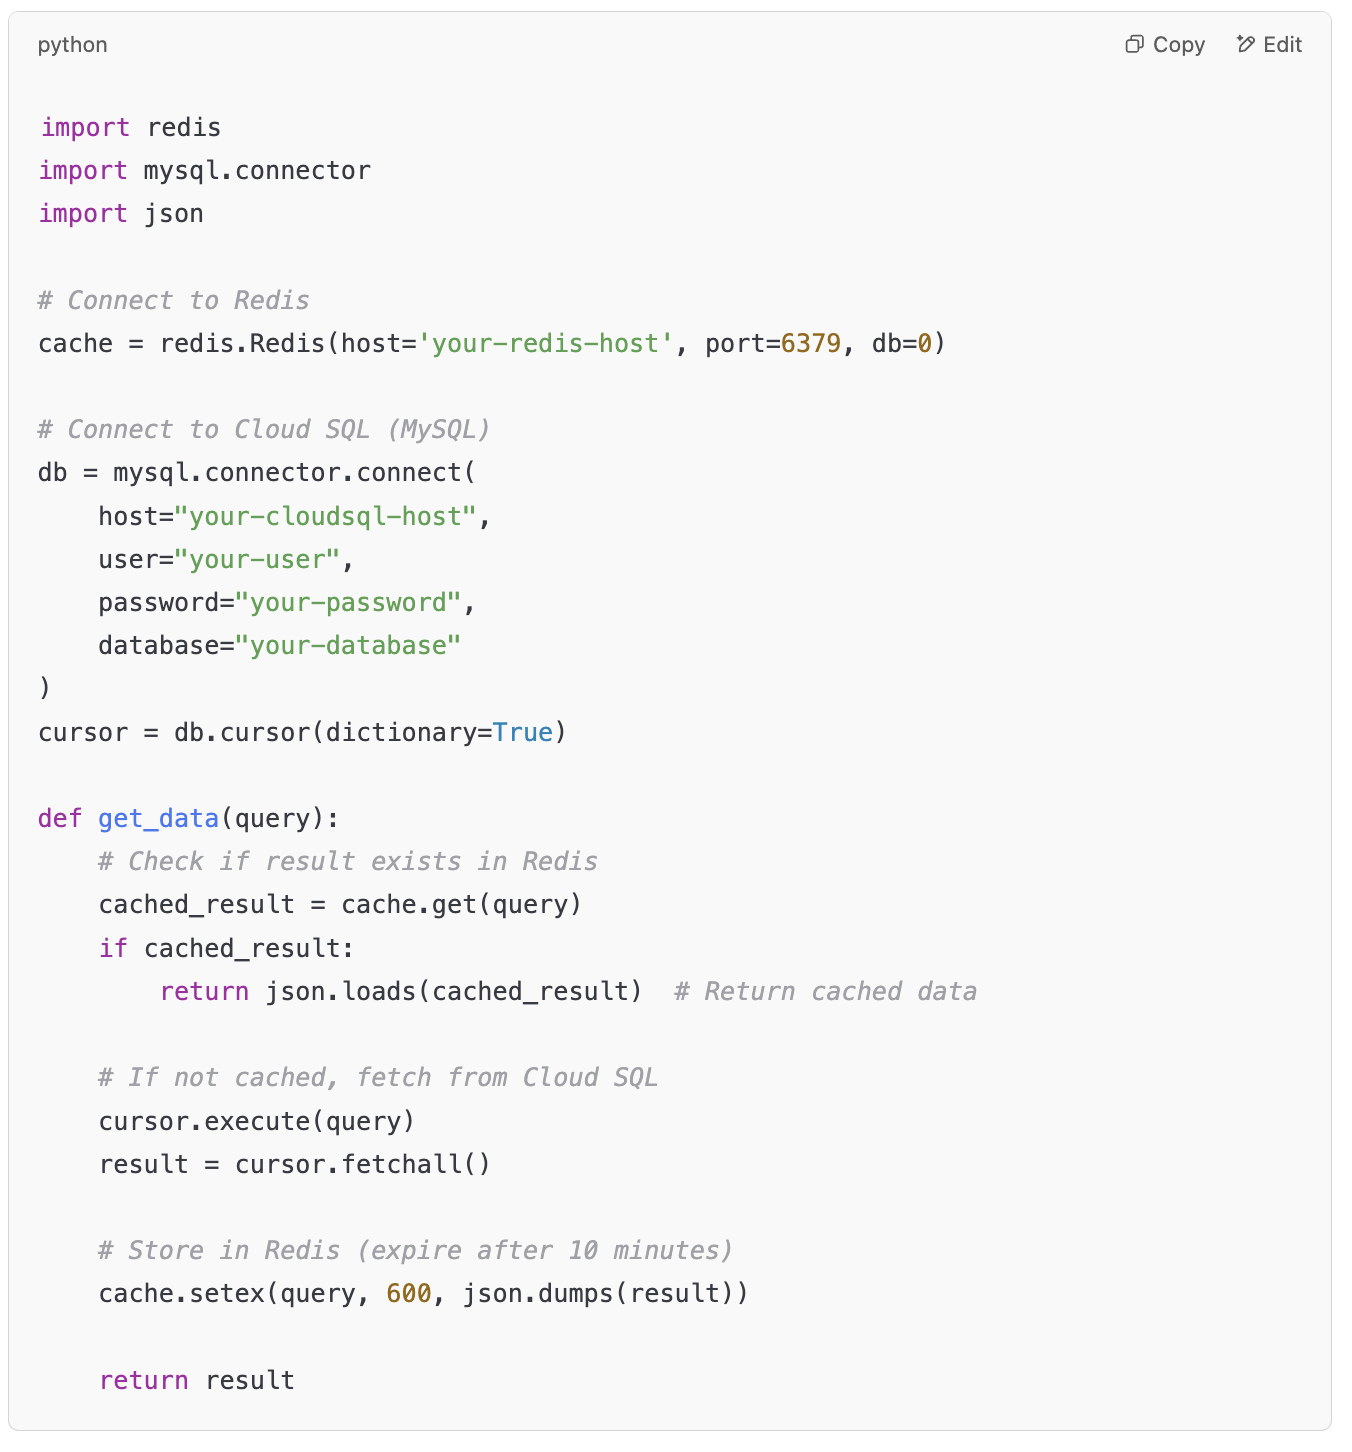 python
Copy
Edit
import redis
import mysql.connector
import json
# Connect to Redis
cache = redis.Redis(host='your-redis-host', port=6379, db=0)
# Connect to Cloud SQL (MySQL)
db = mysql.connector.connect(
    host="your-cloudsql-host",
    user="your-user",
    password="your-password",
    database="your-database"
)
cursor = db.cursor(dictionary=True)
def get_data(query):
    # Check if result exists in Redis
    cached_result = cache.get(query)
    if cached_result:
        return json.loads(cached_result)  # Return cached data
    # If not cached, fetch from Cloud SQL
    cursor.execute(query)
    result = cursor.fetchall()
    # Store in Redis (expire after 10 minutes)
    cache.setex(query, 600, json.dumps(result))
    return result